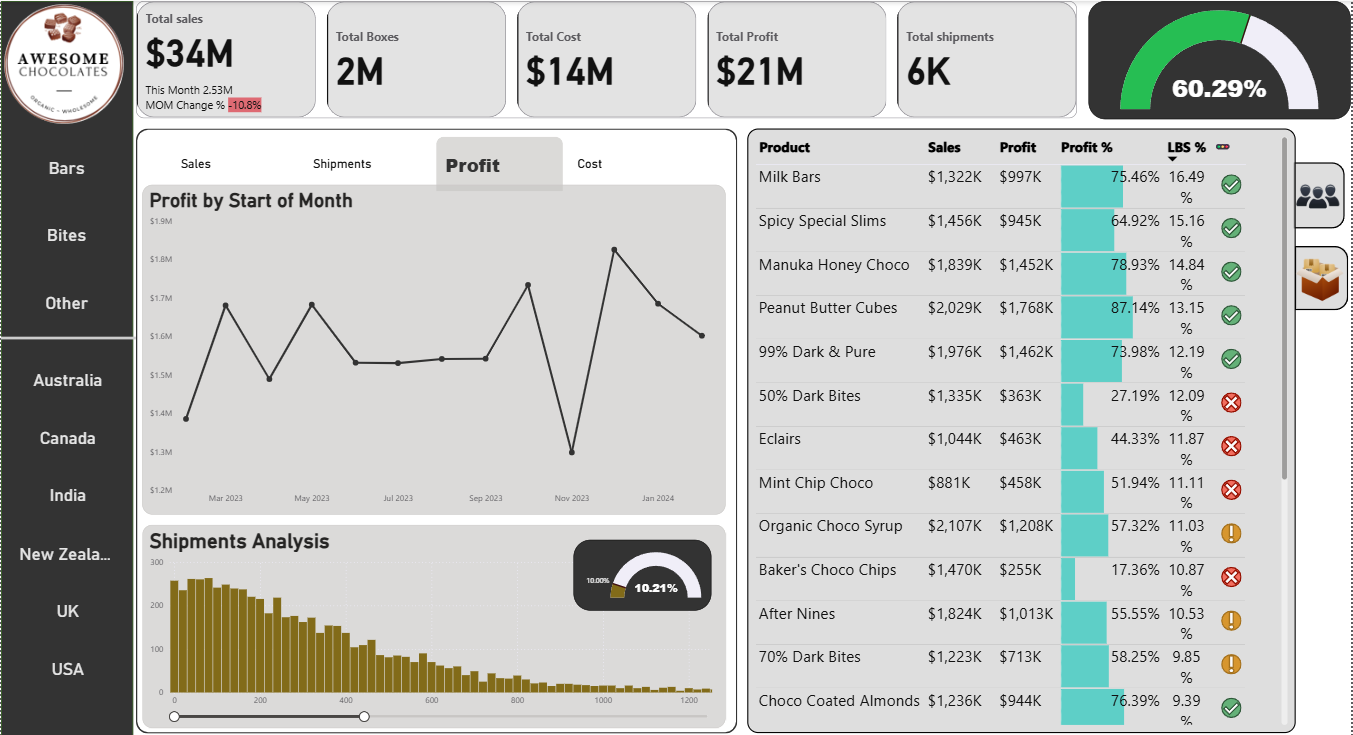 AWESOME
CHOCOLATES
ORGANIC - WHOLESOME
Bars
Bites
Other
Australia
Canada
India
New Zeala...
UK
USA
Total sales
$34M
This Month 2.53M
MOM Change % -10.8%
Total Boxes
2M
Total Cost
$14M
Total Profit
$21M
Total shipments
6K
60.29%
Sales Shipments Profit Cost
Profit by Start of Month
$1.9M
$1.8M
$1.7M
$1.6M
$1.5M
$1.4M
$1.3M
$1.2M
Mar 2023 May 2023 Jul 2023 Sep 2023 Nov 2023 Jan 2024
Shipments Analysis
10.00%
10.21%
300
200
100
0
0 200 400 600 800 1000 1200
Product Sales Profit Profit % LBS %
Milk Bars $1,322K $997K 75.46% 16.49
%
Spicy Special Slims $1,456K $945K 64.92% 15.16
%
Manuka Honey Choco $1,839K $1,452K 78.93% 14.84
%
Peanut Butter Cubes $2,029K $1,768K 87.14% 13.15
%
99% Dark & Pure $1,976K $1,462K 73.98% 12.19
%
50% Dark Bites $1,335K $363K 27.19% 12.09
%
Eclairs $1,044K $463K 44.33% 11.87
%
Mint Chip Choco $881K $458K 51.94% 11.11
%
Organic Choco Syrup $2,107K $1,208K 57.32% 11.03
%
Baker's Choco Chips $1,470K $255K 17.36% 10.87
%
After Nines $1,824K $1,013K 55.55% 10.53
%
70% Dark Bites $1,223K $713K 58.25% 9.85
%
Choco Coated Almonds $1,236K $944K 76.39% 9.39
%